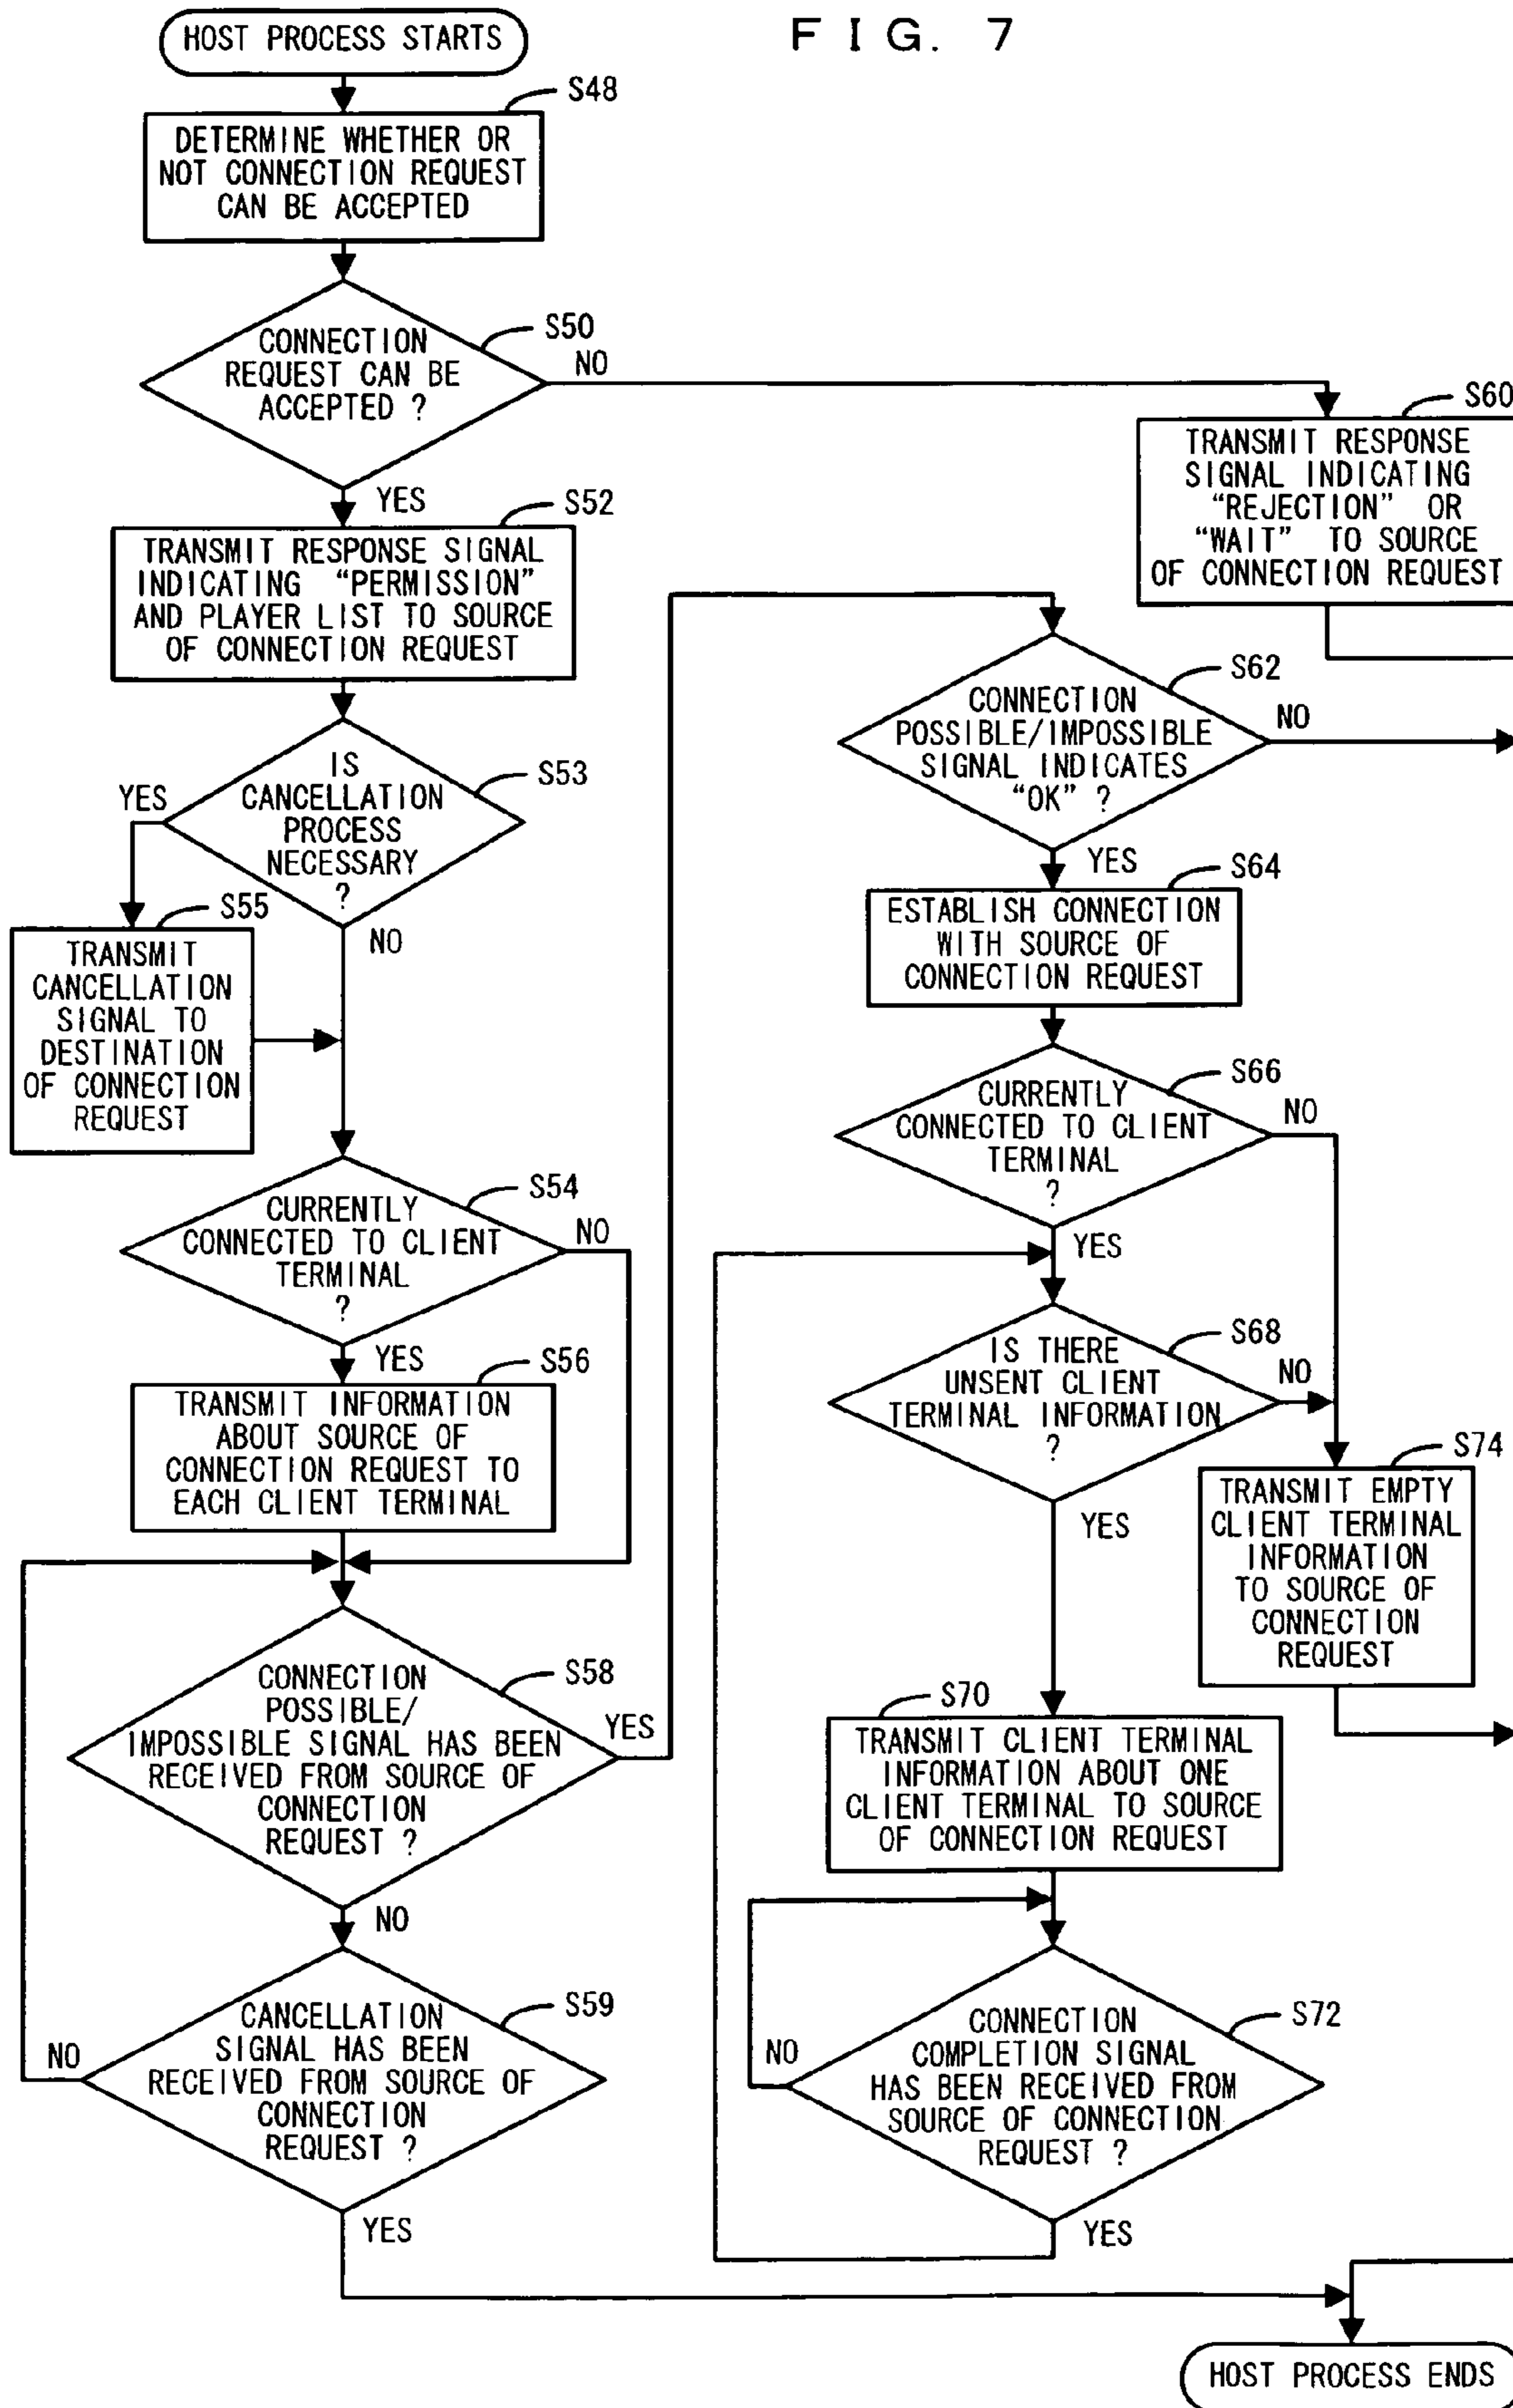 FIG. 7
HOST PROCESS STARTS
S48
DETERMINE WHETHER OR
NOT CONNECTION REQUEST
CAN BE ACCEPTED
S50
CONNECTION
REQUEST CAN BE
ACCEPTED ?
NO
YES
S60
TRANSMIT RESPONSE
SIGNAL INDICATING
“REJECTION” OR
“WAIT” TO SOURCE
OF CONNECTION REQUEST
S52
TRANSMIT RESPONSE SIGNAL
INDICATING “PERMISSION”
AND PLAYER LIST TO SOURCE
OF CONNECTION REQUEST
S53
IS
CANCELLATION
PROCESS
NECESSARY
?
YES
NO
S55
TRANSMIT
CANCELLATION
SIGNAL TO
DESTINATION
OF CONNECTION
REQUEST
S54
CURRENTLY
CONNECTED TO CLIENT
TERMINAL
?
NO
YES
S56
TRANSMIT INFORMATION
ABOUT SOURCE OF
CONNECTION REQUEST TO
EACH CLIENT TERMINAL
S58
CONNECTION
POSSIBLE/
IMPOSSIBLE SIGNAL HAS BEEN
RECEIVED FROM SOURCE OF
CONNECTION
REQUEST ?
YES
NO
S59
CANCELLATION
SIGNAL HAS BEEN
RECEIVED FROM SOURCE OF
CONNECTION
REQUEST ?
NO
YES
S62
CONNECTION
POSSIBLE/IMPOSSIBLE
SIGNAL INDICATES
“OK” ?
NO
YES
S64
ESTABLISH CONNECTION
WITH SOURCE OF
CONNECTION REQUEST
S66
CURRENTLY
CONNECTED TO CLIENT
TERMINAL
?
NO
YES
S68
IS THERE
UNSENT CLIENT
TERMINAL INFORMATION
?
NO
YES
S74
TRANSMIT EMPTY
CLIENT TERMINAL
INFORMATION
TO SOURCE OF
CONNECTION
REQUEST
S70
TRANSMIT CLIENT TERMINAL
INFORMATION ABOUT ONE
CLIENT TERMINAL TO SOURCE
OF CONNECTION REQUEST
S72
CONNECTION
COMPLETION SIGNAL
HAS BEEN RECEIVED FROM
SOURCE OF CONNECTION
REQUEST ?
NO
YES
HOST PROCESS ENDS